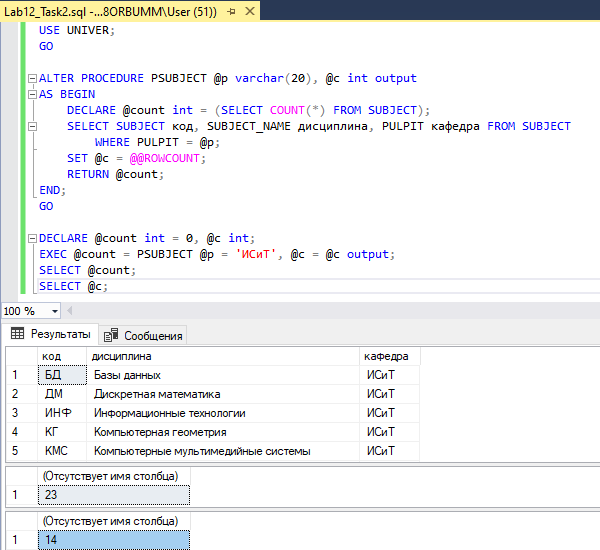 Lab12_Task2.sql -...8ORBUMM\User (51))
USE UNIVER;
GO
ALTER PROCEDURE PSUBJECT @p varchar(20), @c int output
AS BEGIN
DECLARE @count int = (SELECT COUNT(*) FROM SUBJECT);
SELECT SUBJECT код, SUBJECT_NAME дисциплина, PULPIT кафедра FROM SUBJECT
WHERE PULPIT = @p;
SET @c = @@ROWCOUNT;
RETURN @count;
END;
GO
DECLARE @count int = 0, @c int;
EXEC @count = PSUBJECT @p = 'ИСиТ', @c = @c output;
SELECT @count;
SELECT @c;
100 %
Результаты Сообщения
код дисциплина кафедра
1 БД Базы данных ИСиТ
2 ДМ Дискретная математика ИСиТ
3 ИНФ Информационные технологии ИСиТ
4 КГ Компьютерная геометрия ИСиТ
5 КМС Компьютерные мультимедийные системы ИСиТ
(Отсутствует имя столбца)
1 23
(Отсутствует имя столбца)
1 14